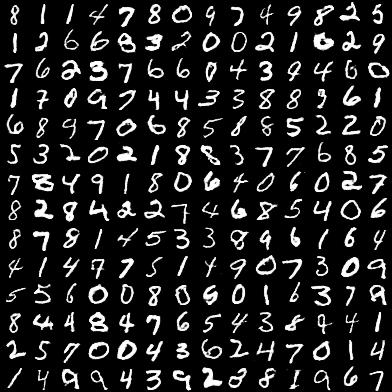 8 1 1 4 7 8 0 9 7 4 9 8 2 5
1 2 6 6 8 3 2 0 0 2 1 6 2 9
7 6 2 3 7 6 6 0 4 3 9 4 0 0
1 7 0 9 7 4 4 3 3 8 8 9 6 1
6 8 9 7 0 6 8 5 8 8 5 2 2 0
5 3 2 0 2 1 8 8 3 7 7 6 8 5
7 8 4 9 1 8 0 6 4 0 6 0 2 7
8 2 8 4 2 2 7 4 6 8 5 4 0 6
8 7 8 1 4 5 3 3 8 9 6 1 6 4
4 1 4 7 7 5 1 4 9 0 7 3 0 9
5 5 6 0 0 8 0 6 0 1 6 3 7 8
8 4 4 8 4 7 6 5 4 3 8 9 4 1
2 5 7 0 0 4 3 6 2 4 7 0 1 4
1 4 9 9 4 3 9 2 8 8 1 9 6 7